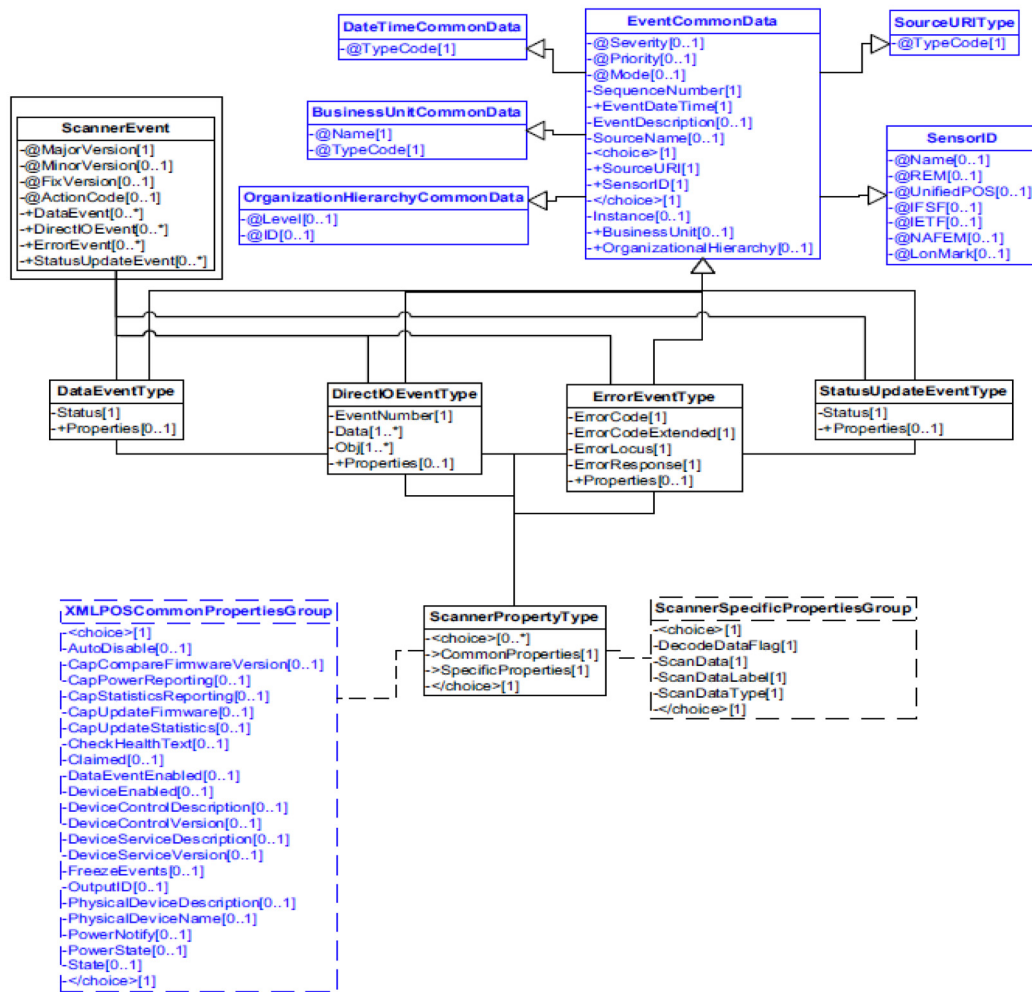 DateTimeCommonData
-@TypeCode[1]
EventCommonData
-@Severity[0..1]
-@Priority[0..1]
-@Mode[0..1]
-SequenceNumber[1]
-+EventDateTime[1]
-EventDescription[0..1]
-SourceName[0..1]
-<choice>[1]
-+SourceURI[1]
-+SensorID[1]
-</choice>[1]
-Instance[0..1]
-+BusinessUnit[0..1]
-+OrganizationalHierarchy[0..1]
SourceURIType
-@TypeCode[1]
BusinessUnitCommonData
-@Name[1]
-@TypeCode[1]
ScannerEvent
-@MajorVersion[1]
-@MinorVersion[0..1]
-@FixVersion[0..1]
-@ActionCode[0..1]
-+DataEvent[0..*]
-+DirectIOEvent[0..*]
-+ErrorEvent[0..*]
-+StatusUpdateEvent[0..*]
SensorID
-@Name[0..1]
-@REM[0..1]
-@UnifiedPOS[0..1]
-@IFSF[0..1]
-@IETF[0..1]
-@NAFEM[0..1]
-@LonMark[0..1]
OrganizationHierarchyCommonData
-@Level[0..1]
-@ID[0..1]
DataEventType
-Status[1]
-+Properties[0..1]
DirectIOEventType
-EventNumber[1]
-Data[1..*]
-Obj[1..*]
-+Properties[0..1]
ErrorEventType
-ErrorCode[1]
-ErrorCodeExtended[1]
-ErrorLocus[1]
-ErrorResponse[1]
-+Properties[0..1]
StatusUpdateEventType
-Status[1]
-+Properties[0..1]
XMLPOSCommonPropertiesGroup
-<choice>[1]
-AutoDisable[0..1]
-CapCompareFirmwareVersion[0..1]
-CapPowerReporting[0..1]
-CapStatisticsReporting[0..1]
-CapUpdateFirmware[0..1]
-CapUpdateStatistics[0..1]
-CheckHealthText[0..1]
-Claimed[0..1]
-DataEventEnabled[0..1]
-DeviceEnabled[0..1]
-DeviceControlDescription[0..1]
-DeviceControlVersion[0..1]
-DeviceServiceDescription[0..1]
-DeviceServiceVersion[0..1]
-FreezeEvents[0..1]
-OutputID[0..1]
-PhysicalDeviceDescription[0..1]
-PhysicalDeviceName[0..1]
-PowerNotify[0..1]
-PowerState[0..1]
-State[0..1]
-</choice>[1]
ScannerPropertyType
-<choice>[0..*]
->CommonProperties[1]
->SpecificProperties[1]
-</choice>[1]
ScannerSpecificPropertiesGroup
-<choice>[1]
-DecodeDataFlag[1]
-ScanData[1]
-ScanDataLabel[1]
-ScanDataType[1]
-</choice>[1]